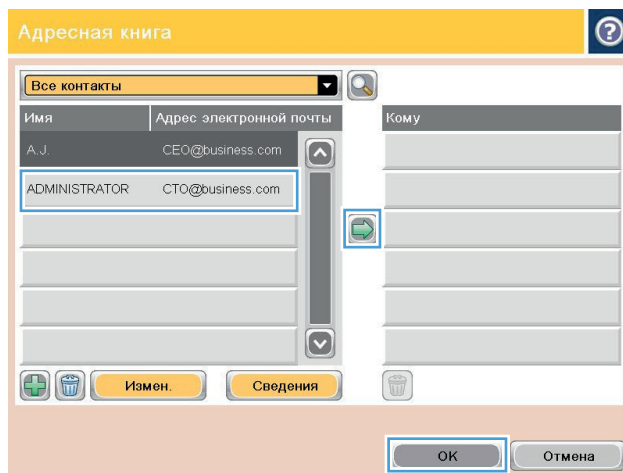 Адресная книга
?
Все контакты
Имя Адрес электронной почты Кому
A.J. CEO@business.com
ADMINISTRATOR CTO@business.com
Измен. Сведения
OK Отмена